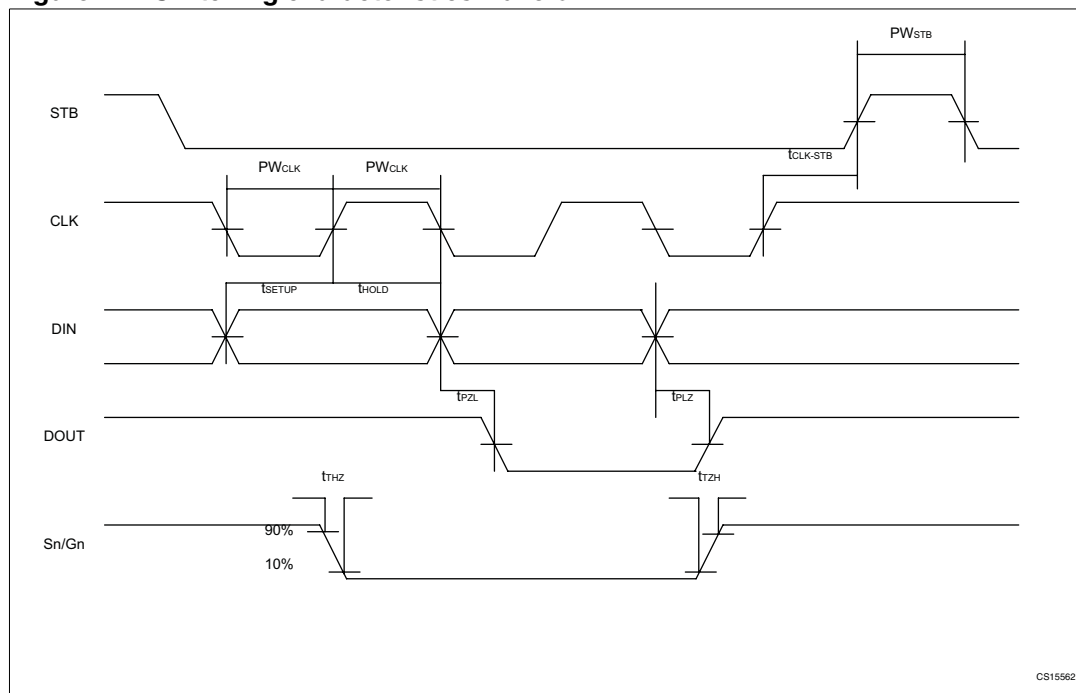 PWSTB
STB
tCLK-STB
PWCLK PWCLK
CLK
tSETUP tHOLD
DIN
tPZL tPLZ
DOUT
tTHZ tTZH
90%
Sn/Gn
10%
CS15562